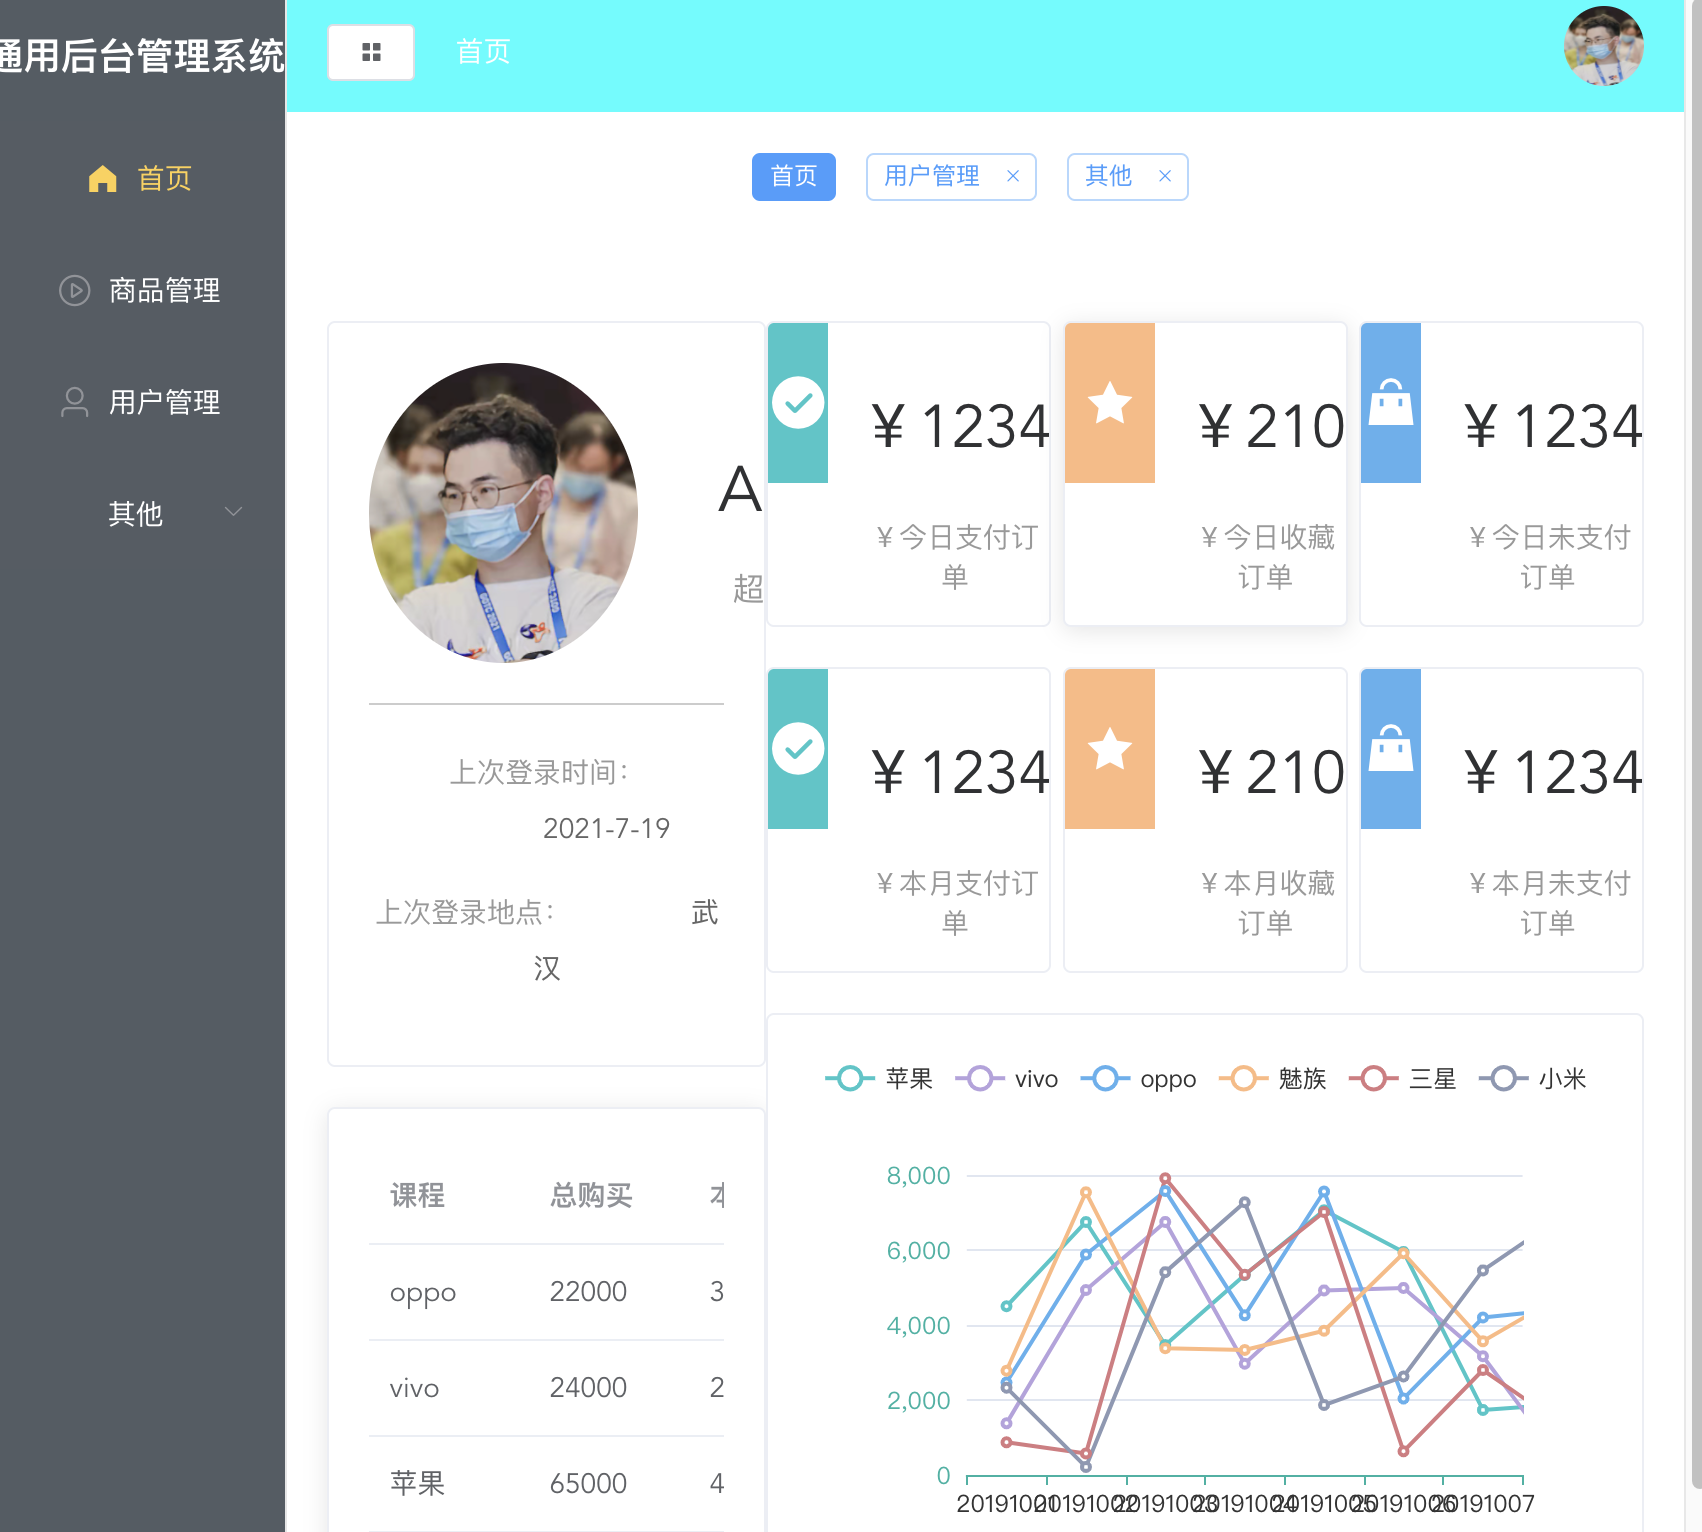 通用后台管理系统
首页
商品管理
用户管理
其他
首页
首页
用户管理 ×
其他 ×
A
超
上次登录时间：
2021-7-19
上次登录地点： 武
汉
¥ 1234
¥ 今日支付订
单
¥ 210
¥ 今日收藏
订单
¥ 1234
¥ 今日未支付
订单
¥ 1234
¥ 本月支付订
单
¥ 210
¥ 本月收藏
订单
¥ 1234
¥ 本月未支付
订单
课程 总购买
oppo 22000 3
vivo 24000 2
苹果 65000 4
苹果 vivo oppo 魅族 三星 小米
8,000
6,000
4,000
2,000
0
20191001 20191002 20191003 20191004 20191005 20191006 20191007